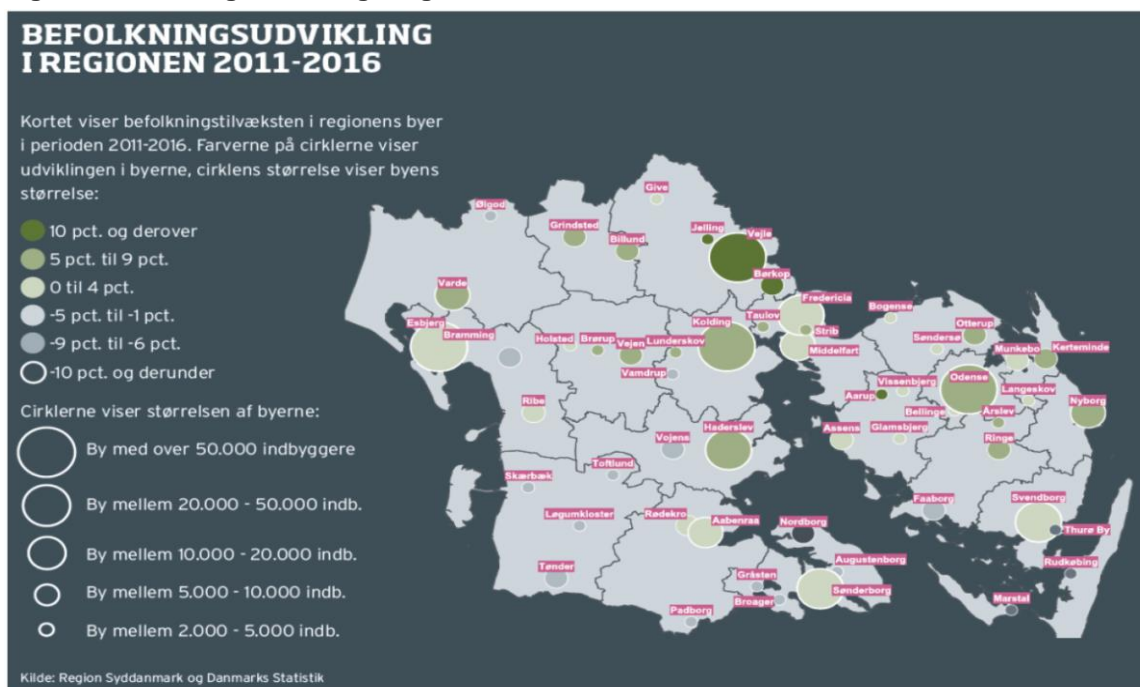 BEFOLKNINGSUDVIKLING
I REGIONEN 2011-2016
Kortet viser befolkningstilvæksten i regionens byer
i perioden 2011-2016. Farverne på cirklerne viser
udviklingen i byerne, cirklens størrelse viser byens
størrelse:
10 pct. og derover
5 pct. til 9 pct.
0 til 4 pct.
-5 pct. til -1 pct.
-9 pct. til -6 pct.
-10 pct. og derunder
Cirklerne viser størrelsen af byerne:
By med over 50.000 indbyggere
By mellem 20.000 - 50.000 indb.
By mellem 10.000 - 20.000 indb.
By mellem 5.000 - 10.000 indb.
By mellem 2.000 - 5.000 indb.
Kilde: Region Syddanmark og Danmarks Statistik
Give
Ølgod
Grindsted
Billund
Jelling
Vejle
Børkop
Varde
Fredericia
Bogense
Esbjerg
Bramming
Holsted
Brørup
Vejen
Lunderskov
Kolding
Taulov
Strib
Middelfart
Otterup
Søndersø
Munkebo
Kerteminde
Vamdrup
Vissenbjerg
Odense
Langeskov
Aarup
Ribe
Bellinge
Årslev
Nyborg
Vojens
Haderslev
Assens
Glamsbjerg
Ringe
Toftlund
Skærbæk
Faaborg
Svendborg
Løgumkloster
Rødekro
Aabenraa
Nordborg
Thurø By
Tønder
Gråsten
Augustenborg
Rudkøbing
Broager
Sønderborg
Padborg
Marstal